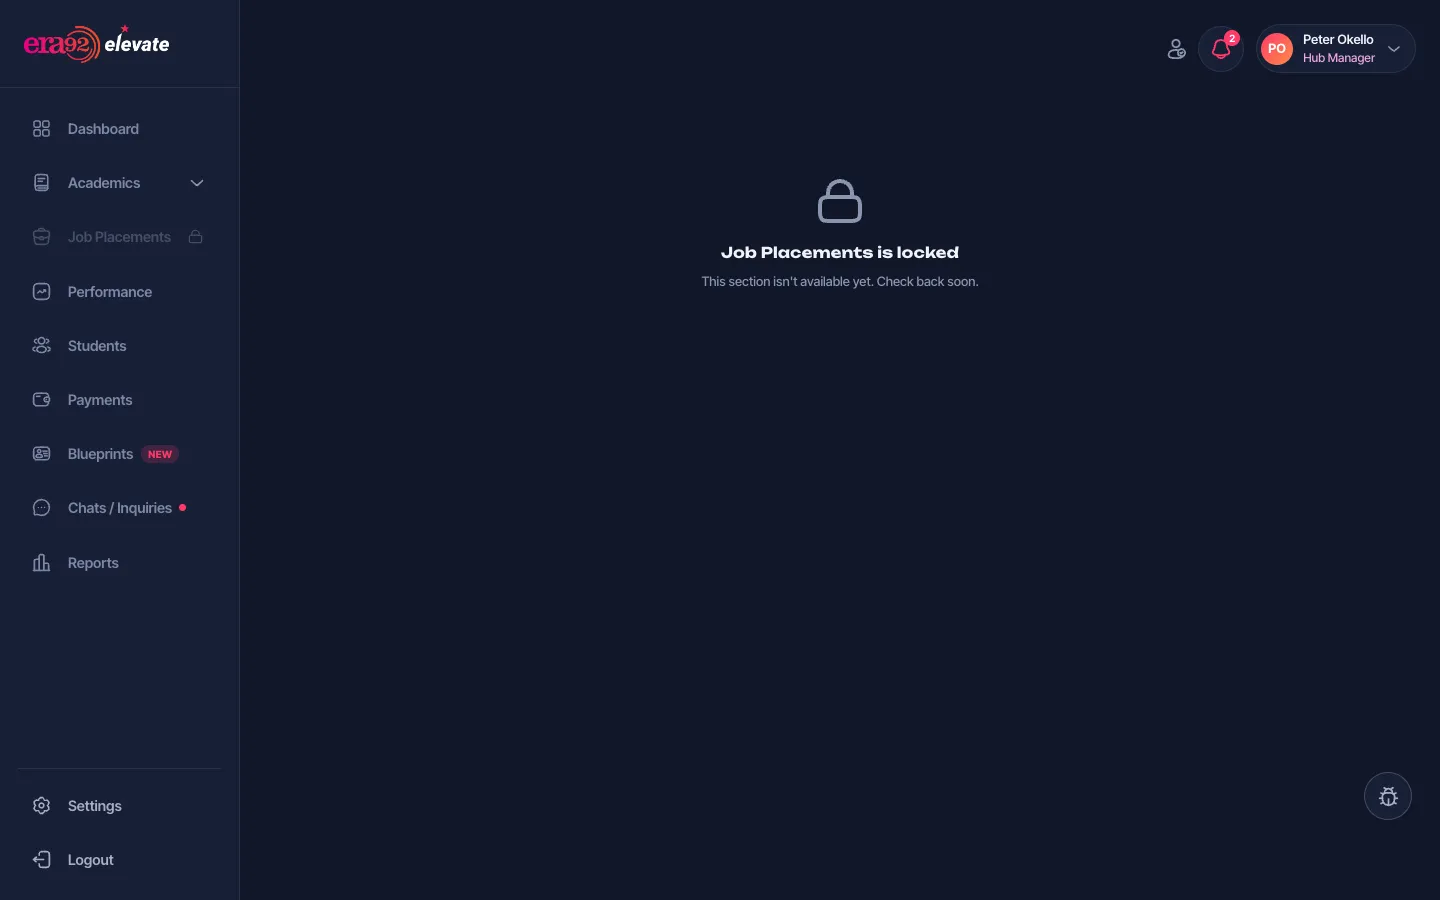 era92 elevate
2
PO
Peter Okello
Hub Manager
Dashboard
Academics
Job Placements
Performance
Students
Payments
Blueprints NEW
Chats / Inquiries
Reports
Settings
Logout
Job Placements is locked
This section isn't available yet. Check back soon.